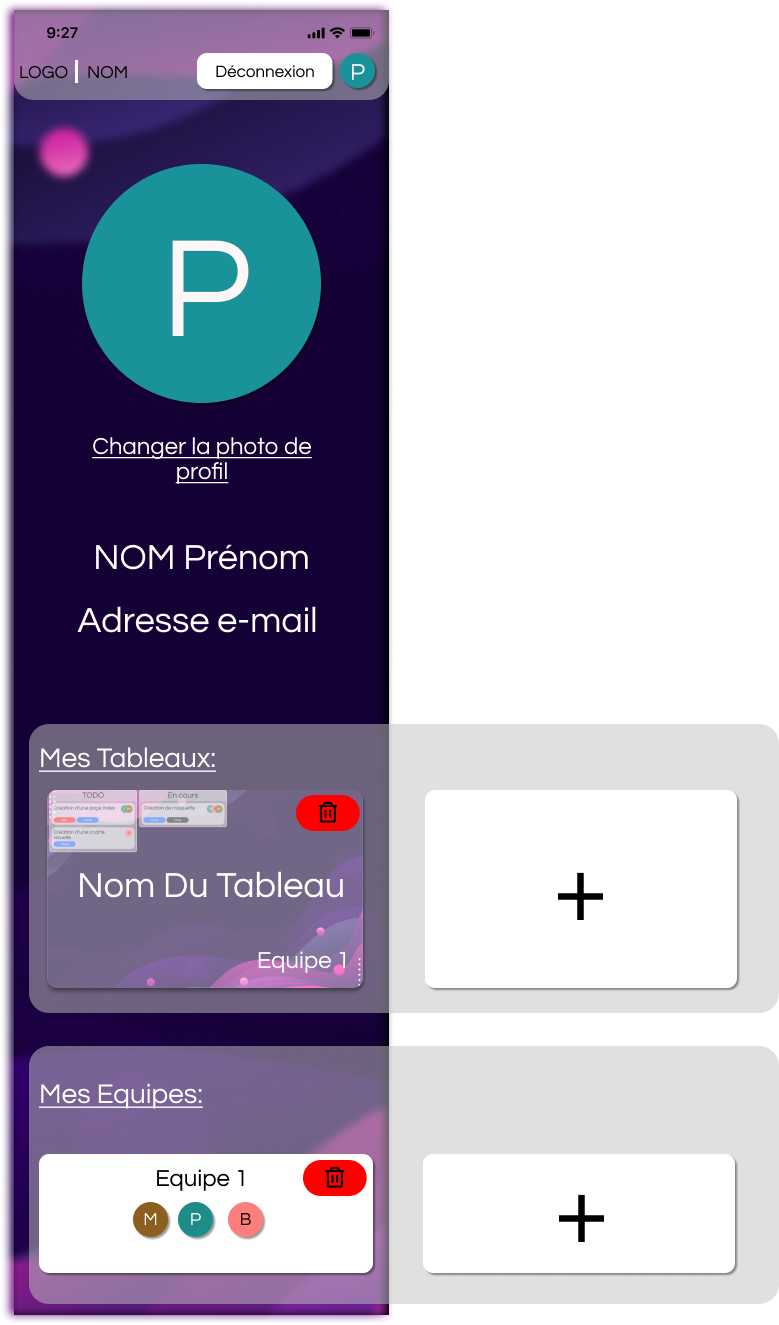 9:27
LOGO | NOM
Déconnexion
P
P
Changer la photo de
profil
NOM Prénom
Adresse e-mail
Mes Tableaux:
TODO
En cours
Création d'une page index
Création de maquette
Création d'une charte
visuelle
Nom Du Tableau
Equipe 1
+
Mes Equipes:
Equipe 1
M P B
+